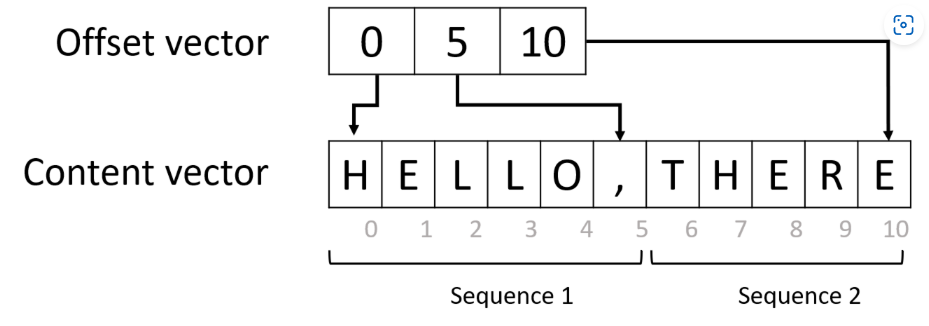 Offset vector 0 5 10
Content vector H E L L O , T H E R E
0 1 2 3 4 5 6 7 8 9 10
Sequence 1 Sequence 2